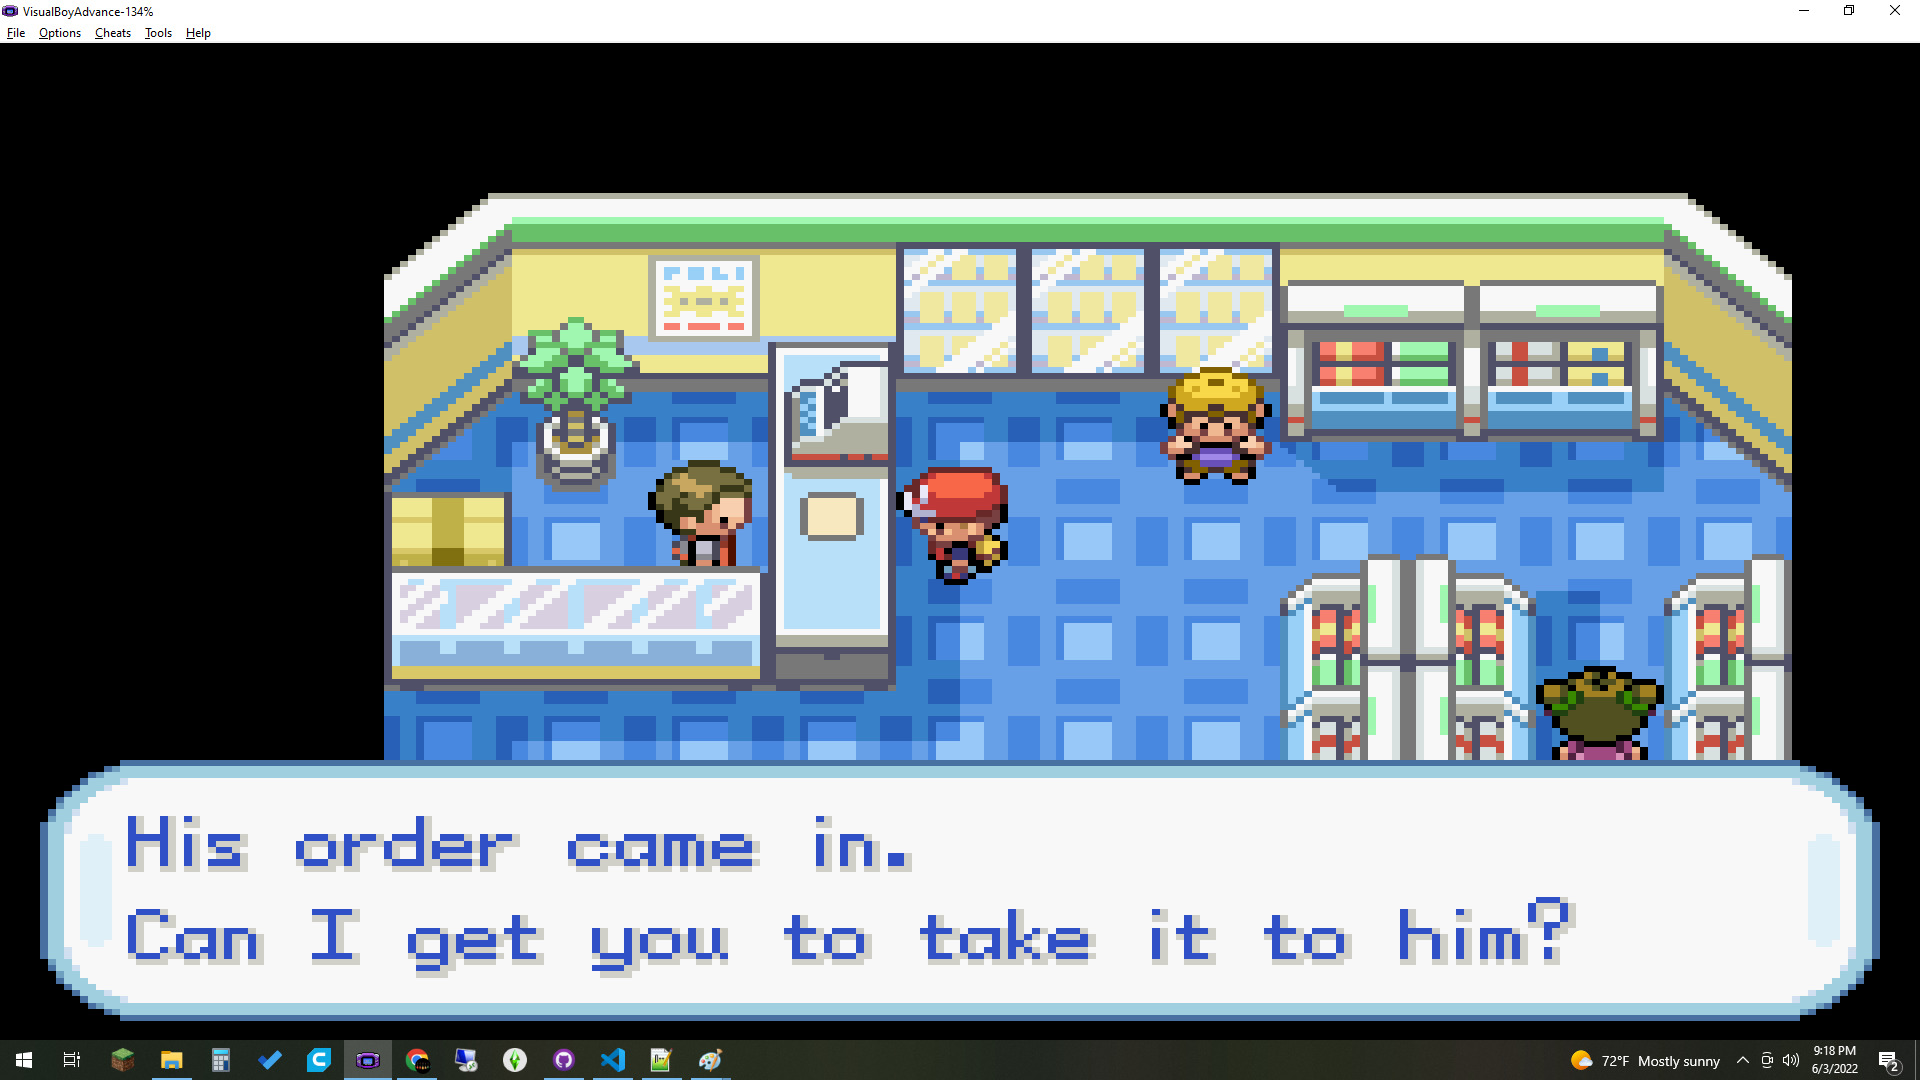 VisualBoyAdvance-134%
File Options Cheats Tools Help
His order came in.
Can I get you to take it to him?
72°F Mostly sunny
9:18 PM
6/3/2022
2